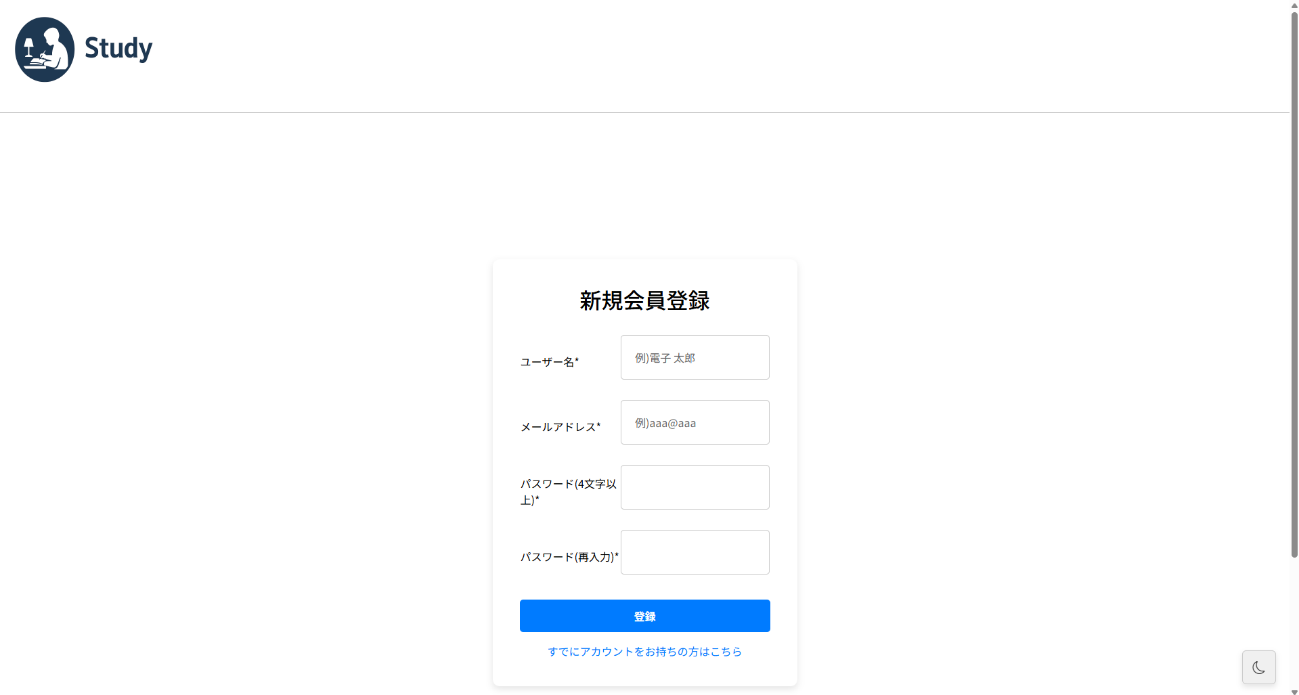 Study
新規会員登録
ユーザー名*
例)電子 太郎
メールアドレス*
例)aaa@aaa
パスワード(4文字以
上)*
パスワード(再入力)*
登録
すでにアカウントをお持ちの方はこちら